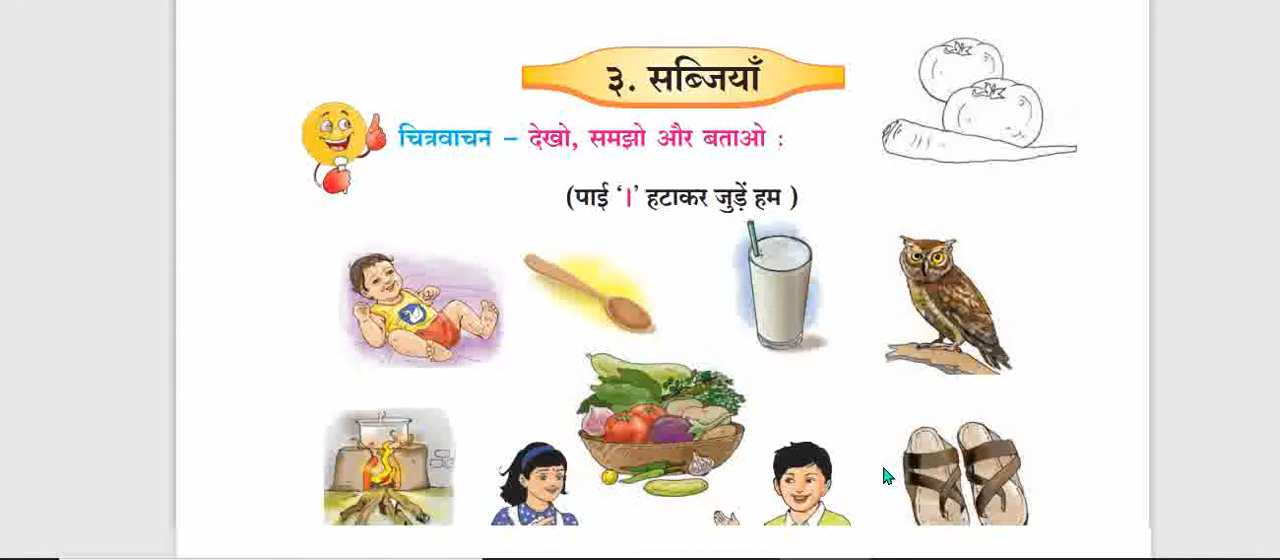 ३. सब्जियाँ
चित्रवाचन – देखो, समझो और बताओ :
(पाई ‘।’ हटाकर जुड़ें हम )